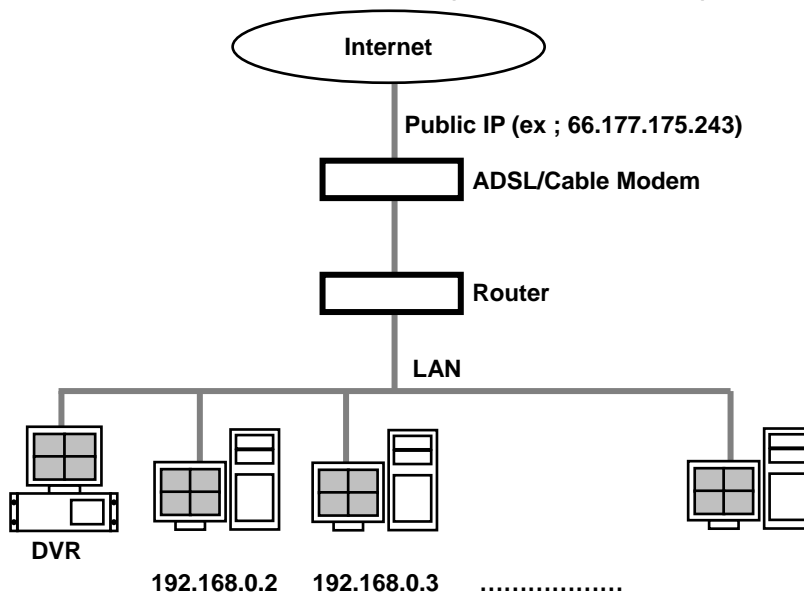 Internet
Public IP (ex ; 66.177.175.243)
ADSL/Cable Modem
Router
LAN
DVR
192.168.0.2 192.168.0.3 ..................